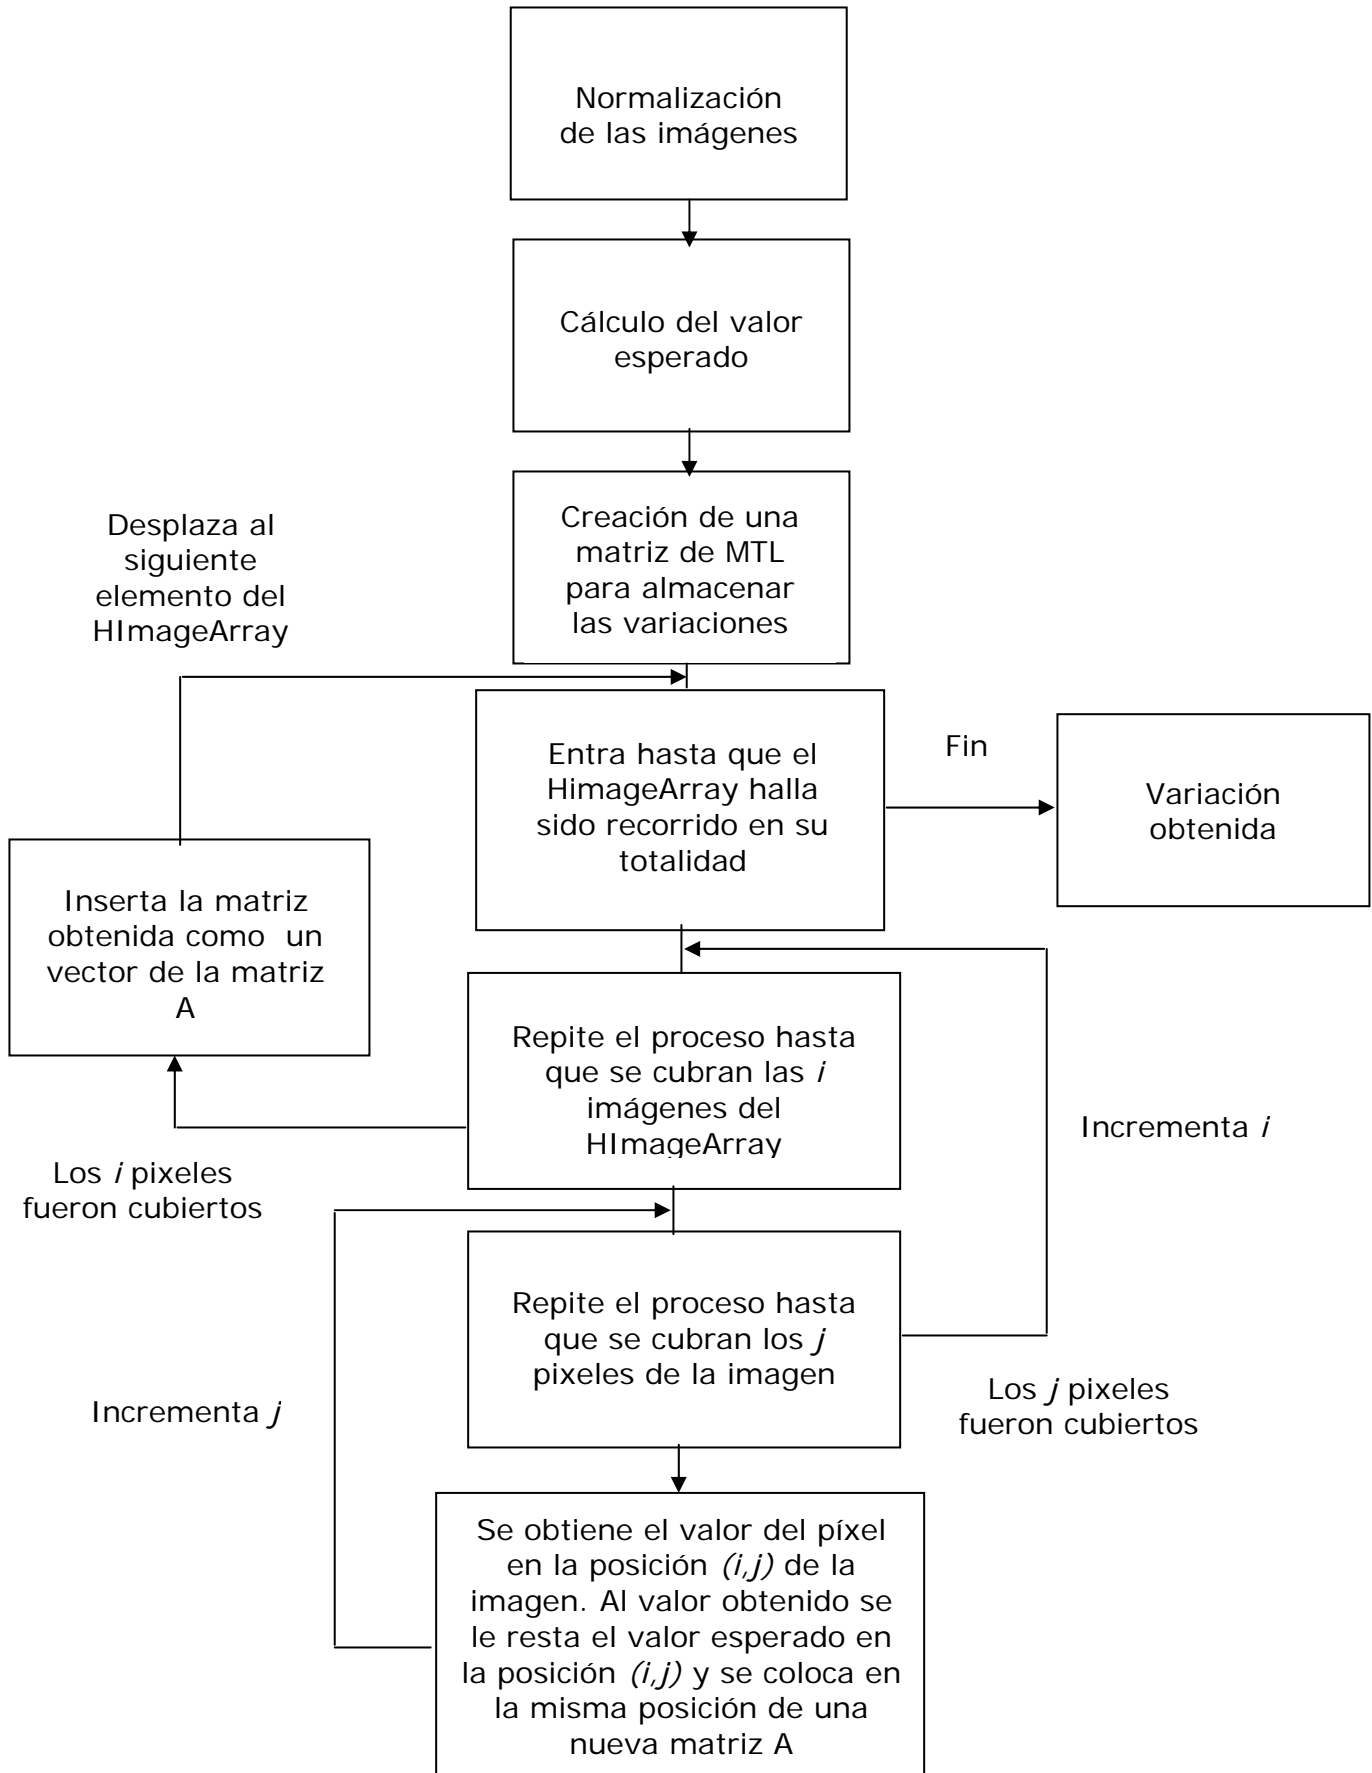 Normalización
de las imágenes
Cálculo del valor
esperado
Creación de una
matriz de MTL
para almacenar
las variaciones
Desplaza al
siguiente
elemento del
HImageArray
Entra hasta que el
HimageArray halla
sido recorrido en su
totalidad
Fin
Variación
obtenida
Inserta la matriz
obtenida como un
vector de la matriz
A
Repite el proceso hasta
que se cubran las i
imágenes del
HImageArray
Incrementa i
Los i pixeles
fueron cubiertos
Repite el proceso hasta
que se cubran los j
pixeles de la imagen
Los j pixeles
fueron cubiertos
Incrementa j
Se obtiene el valor del píxel
en la posición (i,j) de la
imagen. Al valor obtenido se
le resta el valor esperado en
la posición (i,j) y se coloca en
la misma posición de una
nueva matriz A